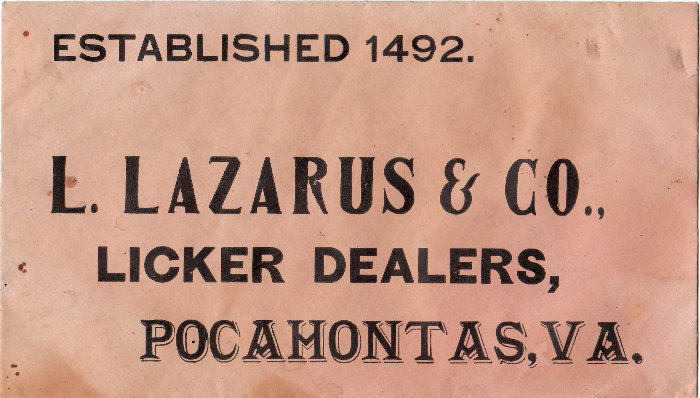 ESTABLISHED 1492.
L. LAZARUS & CO.,
LICKER DEALERS,
POCAHONTAS, VA.